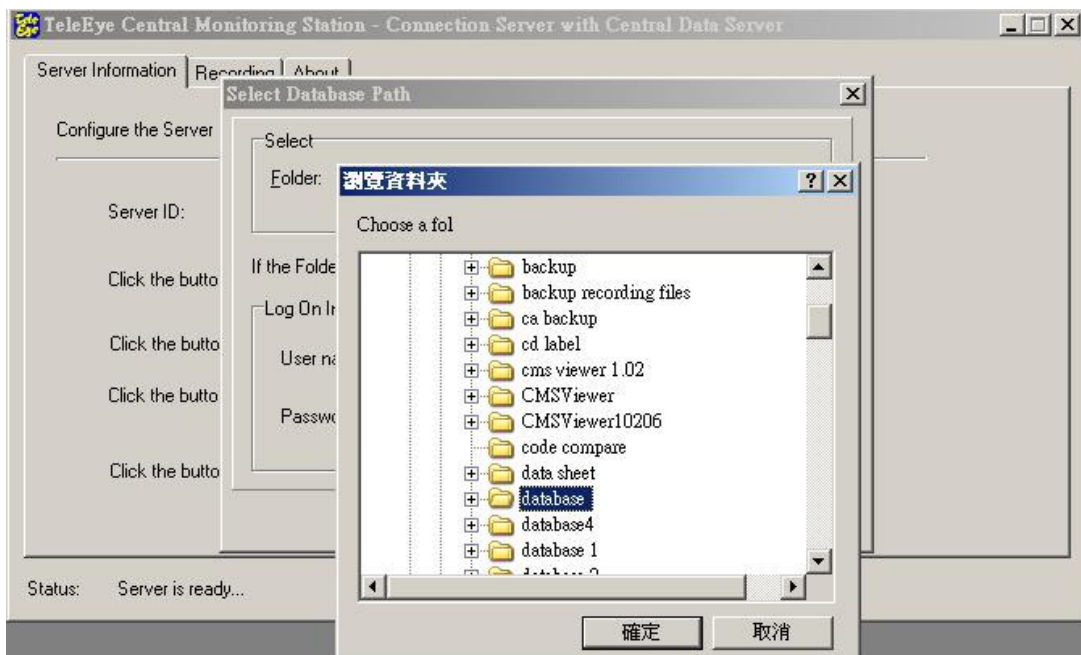 TeleEye Central Monitoring Station - Connection Server with Central Data Server
Server Information Recording About
Select Database Path
Configure the Server
Select
Folder:
瀏覽資料夾
Server ID:
Choose a fol
If the Folde
backup
Click the butto
backup recording files
Log On In
ca backup
Click the butto
cd label
User na
cms viewer 1.02
Click the butto
CMSViewer
Passwo
CMSViewer10206
code compare
Click the butto
data sheet
database
database4
database 1
Status: Server is ready...
確定 取消